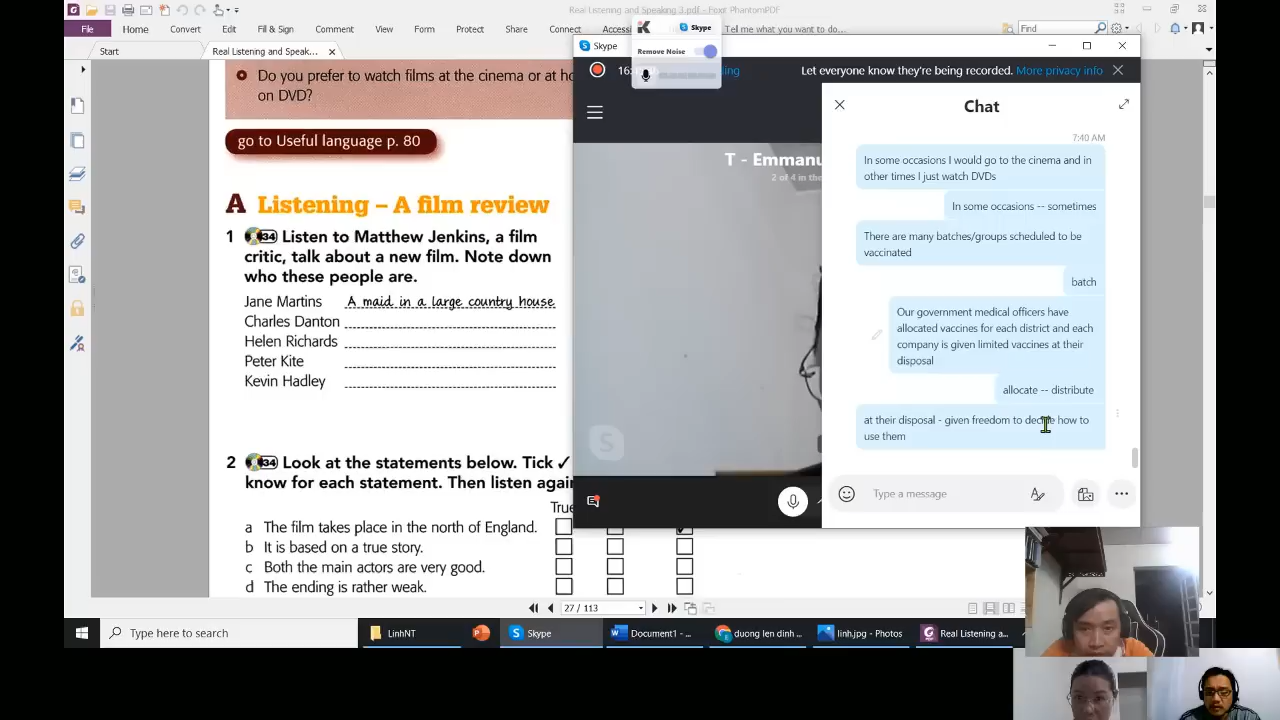 Real Listening and Speaking 3.pdf - Foxit PhantomPDF
File
Home
Convert
Edit
Fill & Sign
Comment
View
Form
Protect
Share
Connect
Tell me what you want to do...
Find
Start
Real Listening and Speak...
Skype
Remove Noise
Do you prefer to watch films at the cinema or at
on DVD?
go to Useful language p. 80
A Listening – A film review
1 34 Listen to Matthew Jenkins, a film
critic, talk about a new film. Note down
who these people are.
Jane Martins A maid in a large country house
Charles Danton
Helen Richards
Peter Kite
Kevin Hadley
2 34 Look at the statements below. Tick ✓
know for each statement. Then listen again
True
a The film takes place in the north of England.
b It is based on a true story.
c Both the main actors are very good.
d The ending is rather weak.
27 / 113
Skype
Let everyone know they're being recorded. More privacy info
T - Emmanu
2 of 4 in the
Chat
7:40 AM
In some occasions I would go to the cinema and in
other times I just watch DVDs
In some occasions -- sometimes
There are many batches/groups scheduled to be
vaccinated
batch
Our government medical officers have
allocated vaccines for each district and each
company is given limited vaccines at their
disposal
allocate -- distribute
at their disposal - given freedom to decide how to
use them
Type a message
Type here to search
LinhNT
Skype
Document1 - ...
duong len dinh ...
linh.jpg - Photos
Real Listening a...